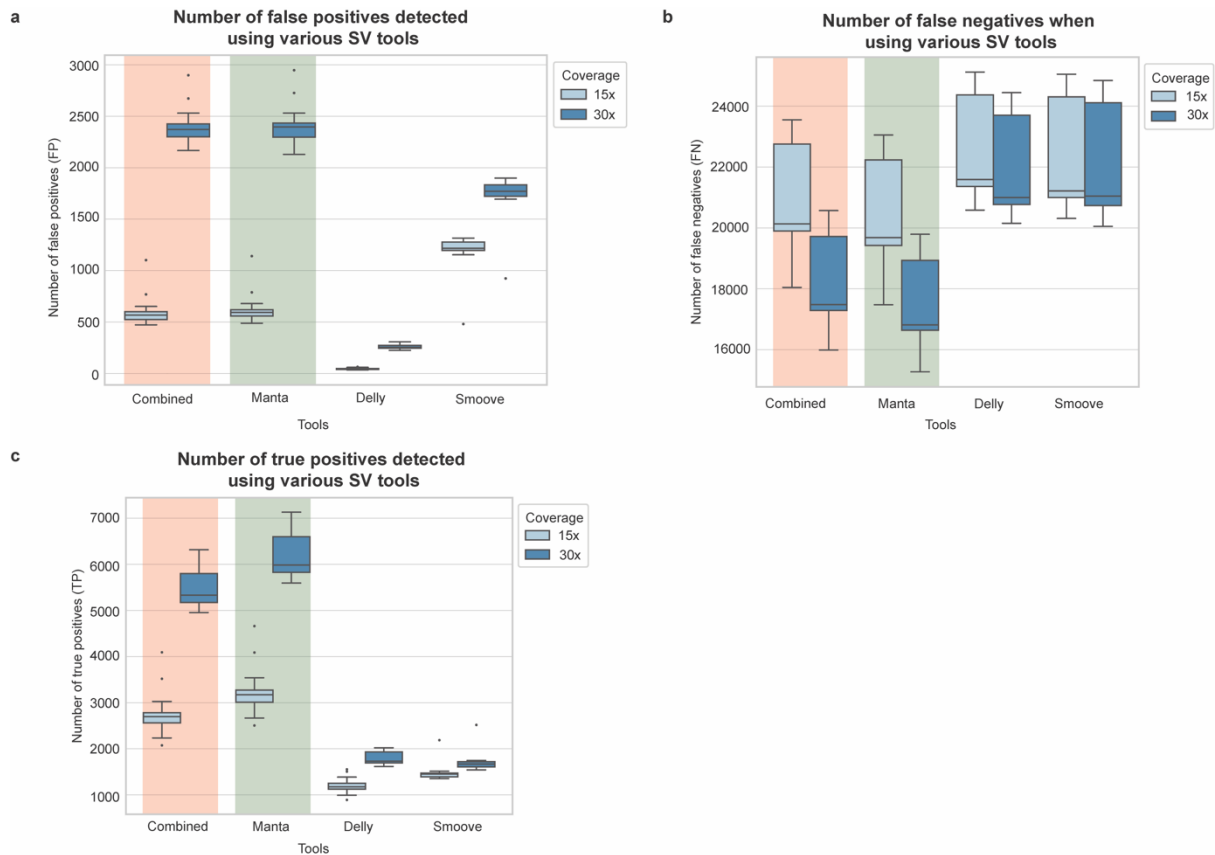 a
Number of false positives detected
using various SV tools
Number of false positives (FP)
3000
2500
2000
1500
1000
500
0
Combined
Manta
Delly
Smoove
Tools
Coverage
15x
30x
b
Number of false negatives when
using various SV tools
Number of false negatives (FN)
24000
22000
20000
18000
16000
Combined
Manta
Delly
Smoove
Tools
Coverage
15x
30x
c
Number of true positives detected
using various SV tools
Number of true positives (TP)
7000
6000
5000
4000
3000
2000
1000
Combined
Manta
Delly
Smoove
Tools
Coverage
15x
30x